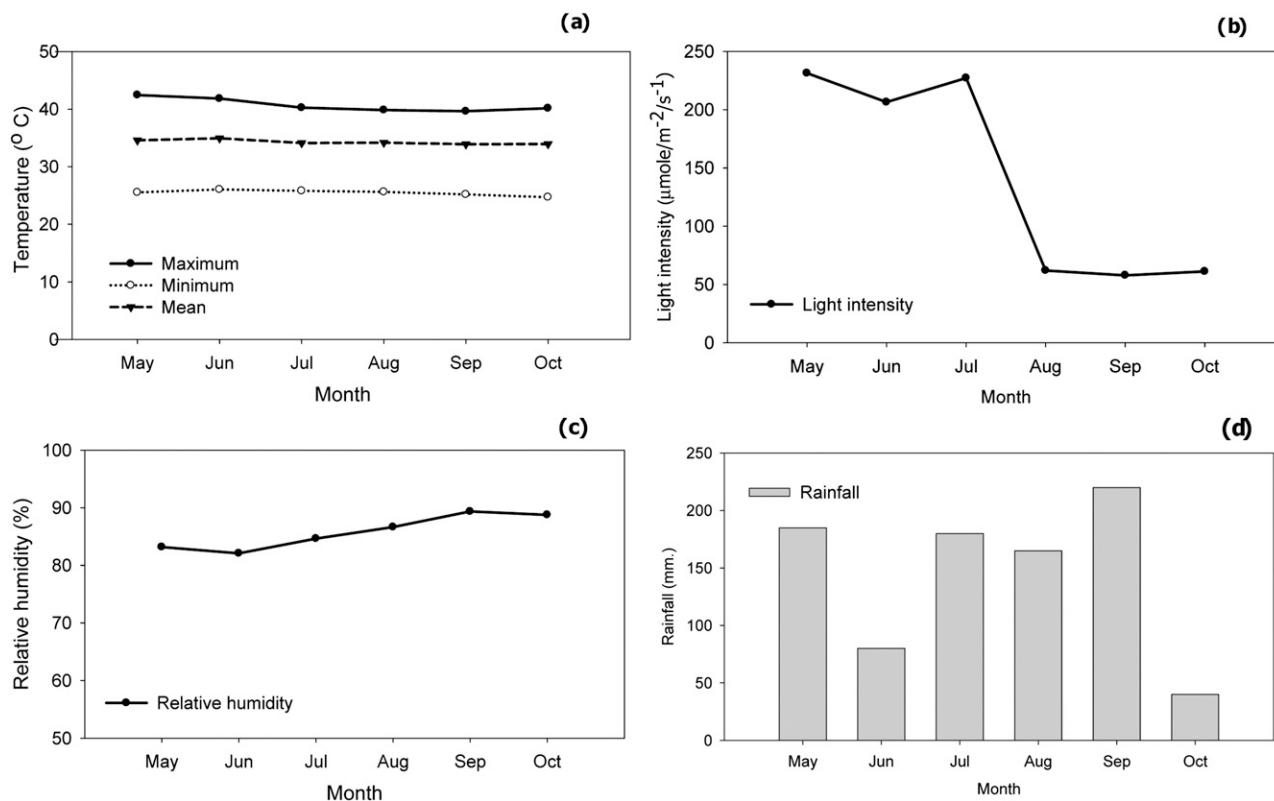 (a)
50
40
30
20
10
0
Temperature (° C)
Maximum
Minimum
Mean
May Jun Jul Aug Sep Oct
Month
(b)
250
200
150
100
50
0
Light intensity (µmole/m⁻²/s⁻¹)
Light intensity
May Jun Jul Aug Sep Oct
Month
(c)
100
90
80
70
60
50
Relative humidity (%)
Relative humidity
May Jun Jul Aug Sep Oct
Month
(d)
250
200
150
100
50
0
Rainfall (mm.)
Rainfall
May Jun Jul Aug Sep Oct
Month